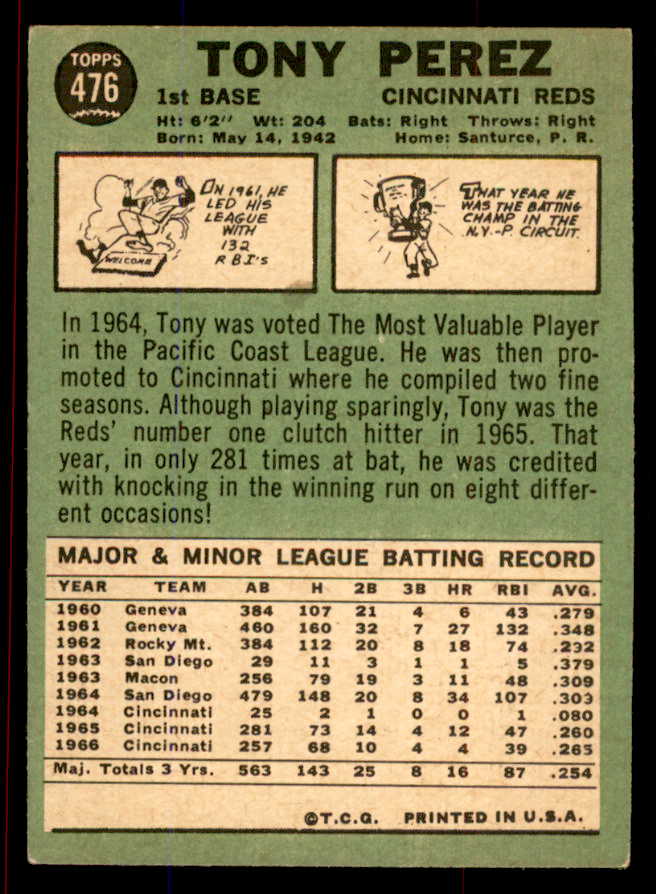 TOPPS
476
TONY PEREZ
1st BASE CINCINNATI REDS
Ht: 6'2" Wt: 204 Bats: Right Throws: Right
Born: May 14, 1942 Home: Santurce, P. R.
IN 1961, HE
LED HIS
LEAGUE
WITH
132
RBI's
WELCOME
THAT YEAR HE
WAS THE BATTING
CHAMP IN THE
N.Y.-P. CIRCUIT.
In 1964, Tony was voted The Most Valuable Player
in the Pacific Coast League. He was then pro-
moted to Cincinnati where he compiled two fine
seasons. Although playing sparingly, Tony was the
Reds' number one clutch hitter in 1965. That
year, in only 281 times at bat, he was credited
with knocking in the winning run on eight differ-
ent occasions!
MAJOR & MINOR LEAGUE BATTING RECORD
YEAR TEAM AB H 2B 3B HR RBI AVG.
1960 Geneva 384 107 21 4 6 43 .279
1961 Geneva 460 160 32 7 27 132 .348
1962 Rocky Mt. 384 112 20 8 18 74 .292
1963 San Diego 29 11 3 1 1 5 .379
1963 Macon 256 79 19 3 11 48 .309
1964 San Diego 479 148 20 8 34 107 .303
1964 Cincinnati 25 2 1 0 0 1 .080
1965 Cincinnati 281 73 14 4 12 47 .260
1966 Cincinnati 257 68 10 4 4 39 .265
Maj. Totals 3 Yrs. 563 143 25 8 16 87 .254
©T.C.G. PRINTED IN U.S.A.